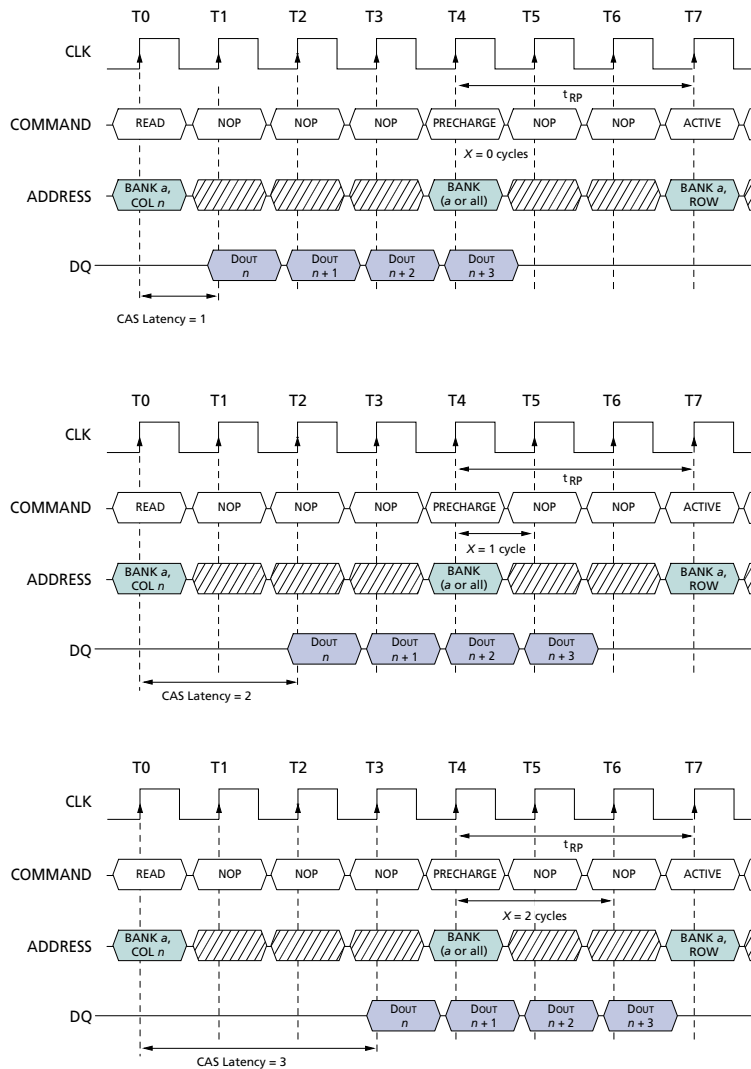 T0 T1 T2 T3 T4 T5 T6 T7
CLK
tRP
COMMAND READ NOP NOP NOP PRECHARGE NOP NOP ACTIVE
X = 0 cycles
ADDRESS BANK a, COL n BANK (a or all) BANK a, ROW
DQ DOUT n DOUT n + 1 DOUT n + 2 DOUT n + 3
CAS Latency = 1
T0 T1 T2 T3 T4 T5 T6 T7
CLK
tRP
COMMAND READ NOP NOP NOP PRECHARGE NOP NOP ACTIVE
X = 1 cycle
ADDRESS BANK a, COL n BANK (a or all) BANK a, ROW
DQ DOUT n DOUT n + 1 DOUT n + 2 DOUT n + 3
CAS Latency = 2
T0 T1 T2 T3 T4 T5 T6 T7
CLK
tRP
COMMAND READ NOP NOP NOP PRECHARGE NOP NOP ACTIVE
X = 2 cycles
ADDRESS BANK a, COL n BANK (a or all) BANK a, ROW
DQ DOUT n DOUT n + 1 DOUT n + 2 DOUT n + 3
CAS Latency = 3